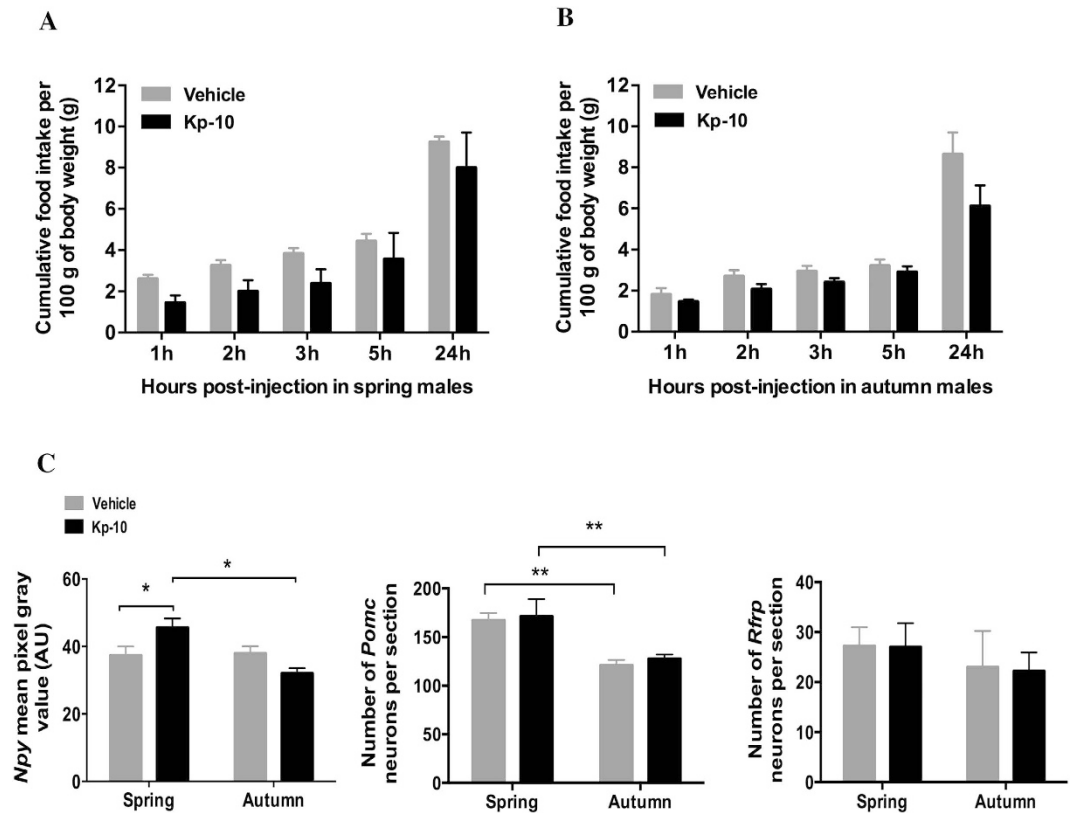 A
B
Vehicle
Kp-10
Cumulative food intake per
100 g of body weight (g)
12
10
8
6
4
2
0
1h 2h 3h 5h 24h
Hours post-injection in spring males
Vehicle
Kp-10
Cumulative food intake per
100 g of body weight (g)
12
10
8
6
4
2
0
1h 2h 3h 5h 24h
Hours post-injection in autumn males
C
Vehicle
Kp-10
Npy mean pixel gray
value (AU)
60
40
20
0
*
*
Spring Autumn
Number of Pomc
neurons per section
200
150
100
50
0
**
**
Spring Autumn
Number of Rfrp
neurons per section
40
30
20
10
0
Spring Autumn